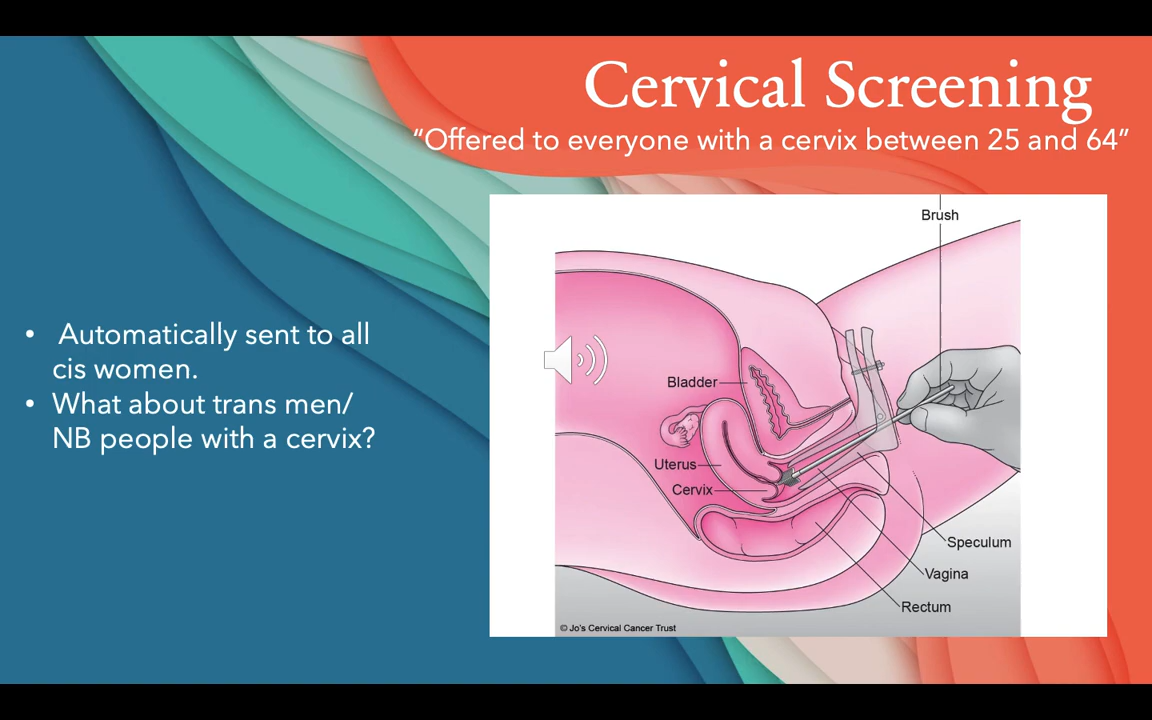 Cervical Screening
“Offered to everyone with a cervix between 25 and 64”
• Automatically sent to all
cis women.
• What about trans men/
NB people with a cervix?
Brush
Bladder
Uterus
Cervix
Speculum
Vagina
Rectum
© Jo's Cervical Cancer Trust